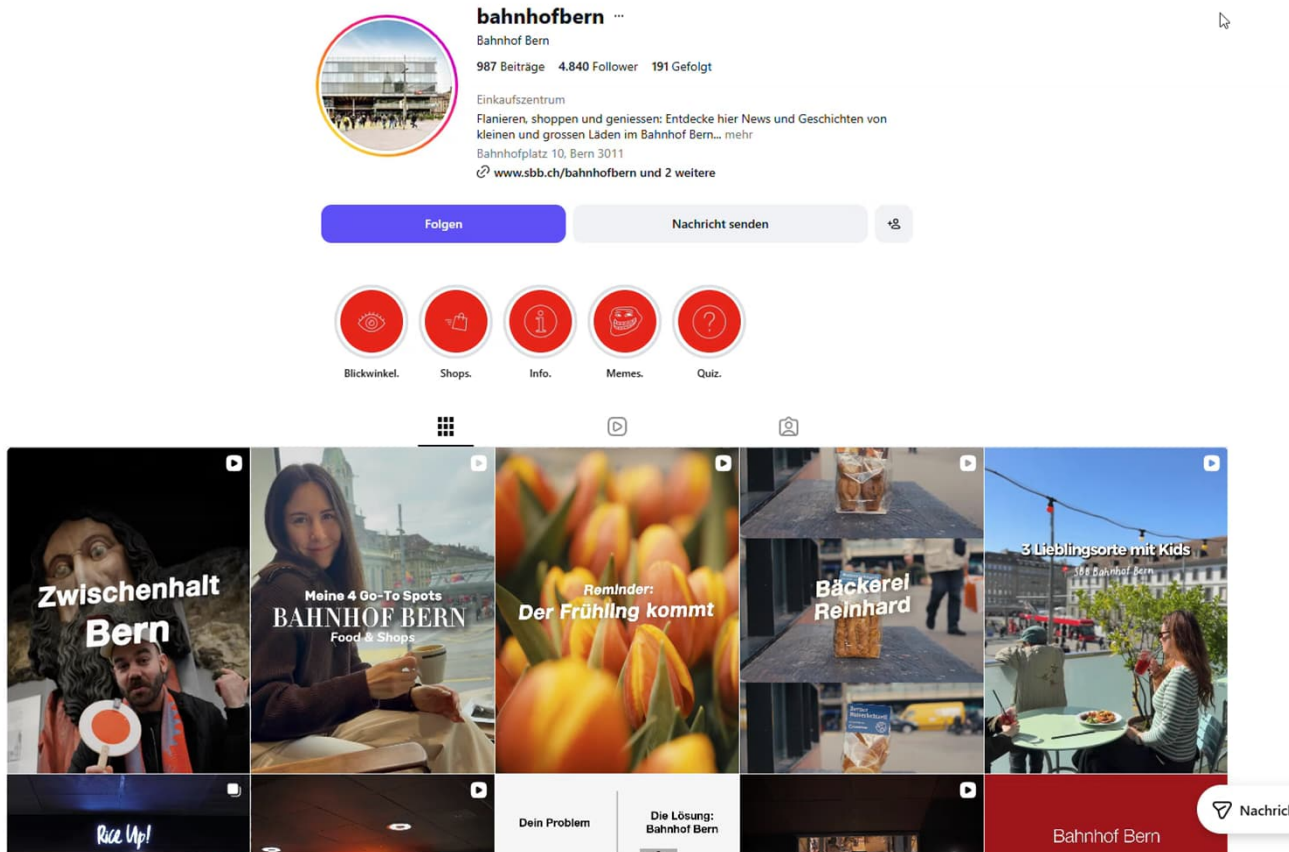 bahnhofbern ...
Bahnhof Bern
987 Beiträge 4.840 Follower 191 Gefolgt
Einkaufszentrum
Flanieren, shoppen und geniessen: Entdecke hier News und Geschichten von
kleinen und grossen Läden im Bahnhof Bern... mehr
Bahnhofplatz 10, Bern 3011
www.sbb.ch/bahnhofbern und 2 weitere
Folgen
Nachricht senden
Blickwinkel.
Shops.
Info.
Memes.
Quiz.
Zwischenhalt
Bern
Meine 4 Go-To Spots
BAHNHOF BERN
Food & Shops
Reminder:
Der Frühling kommt
Bäckerei
Reinhard
3 Lieblingsorte mit Kids
SBB Bahnhof Bern
Rice Up!
Dein Problem
Die Lösung:
Bahnhof Bern
Bahnhof Bern
Nachrich